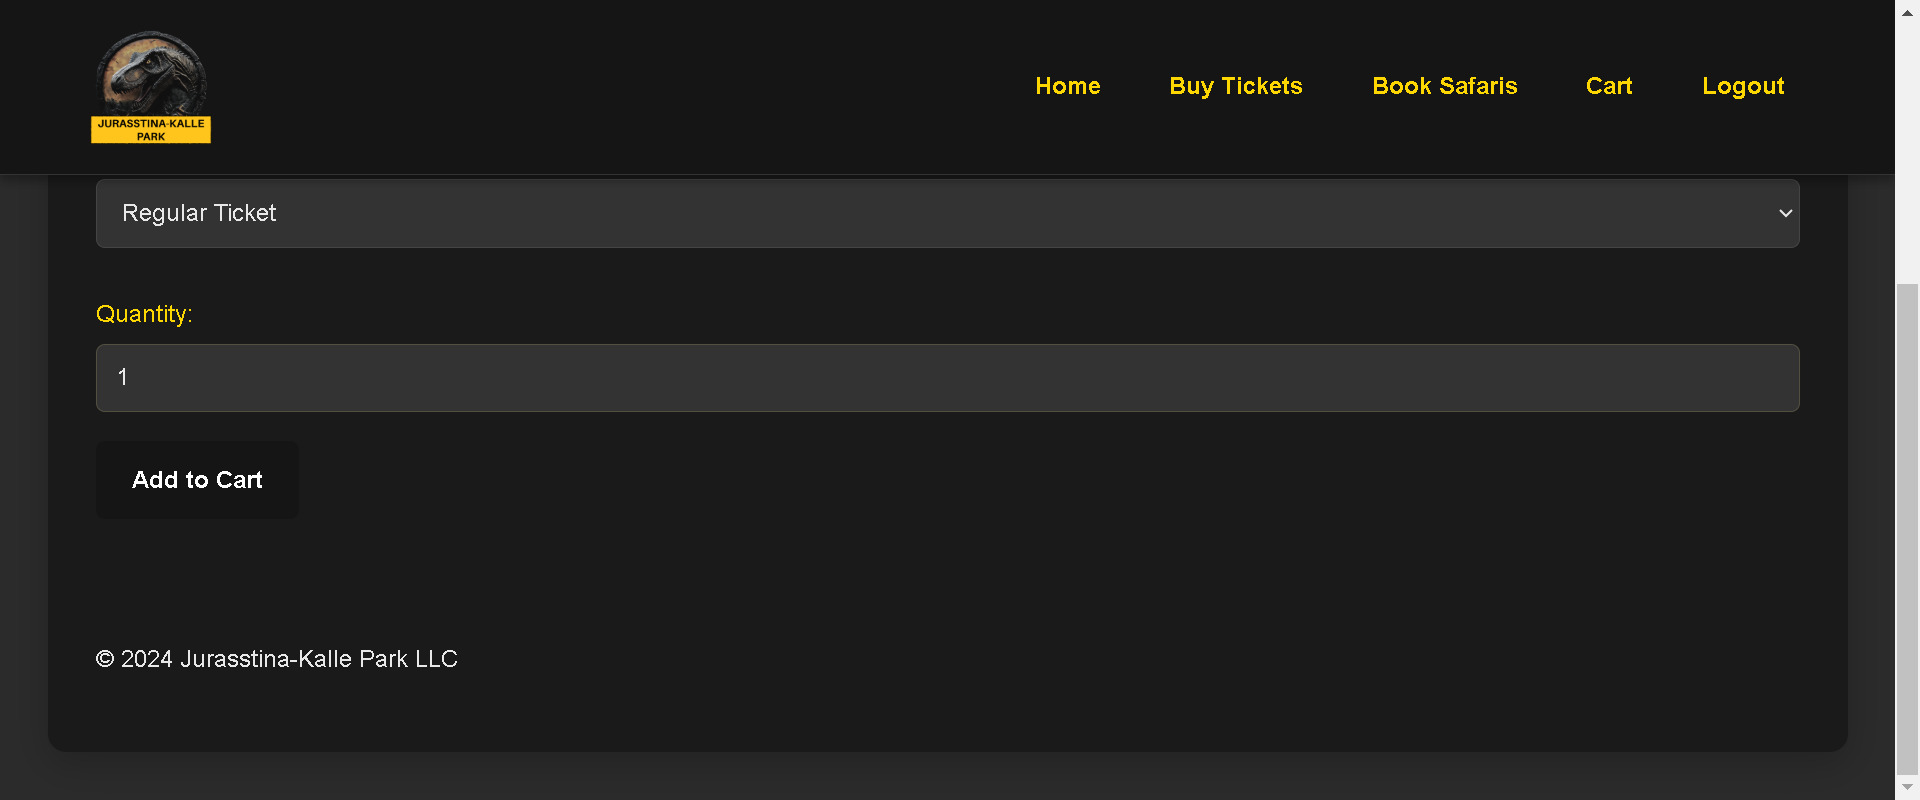 JURASSTINA-KALLE
PARK
Home
Buy Tickets
Book Safaris
Cart
Logout
Regular Ticket
Quantity:
1
Add to Cart
© 2024 Jurasstina-Kalle Park LLC